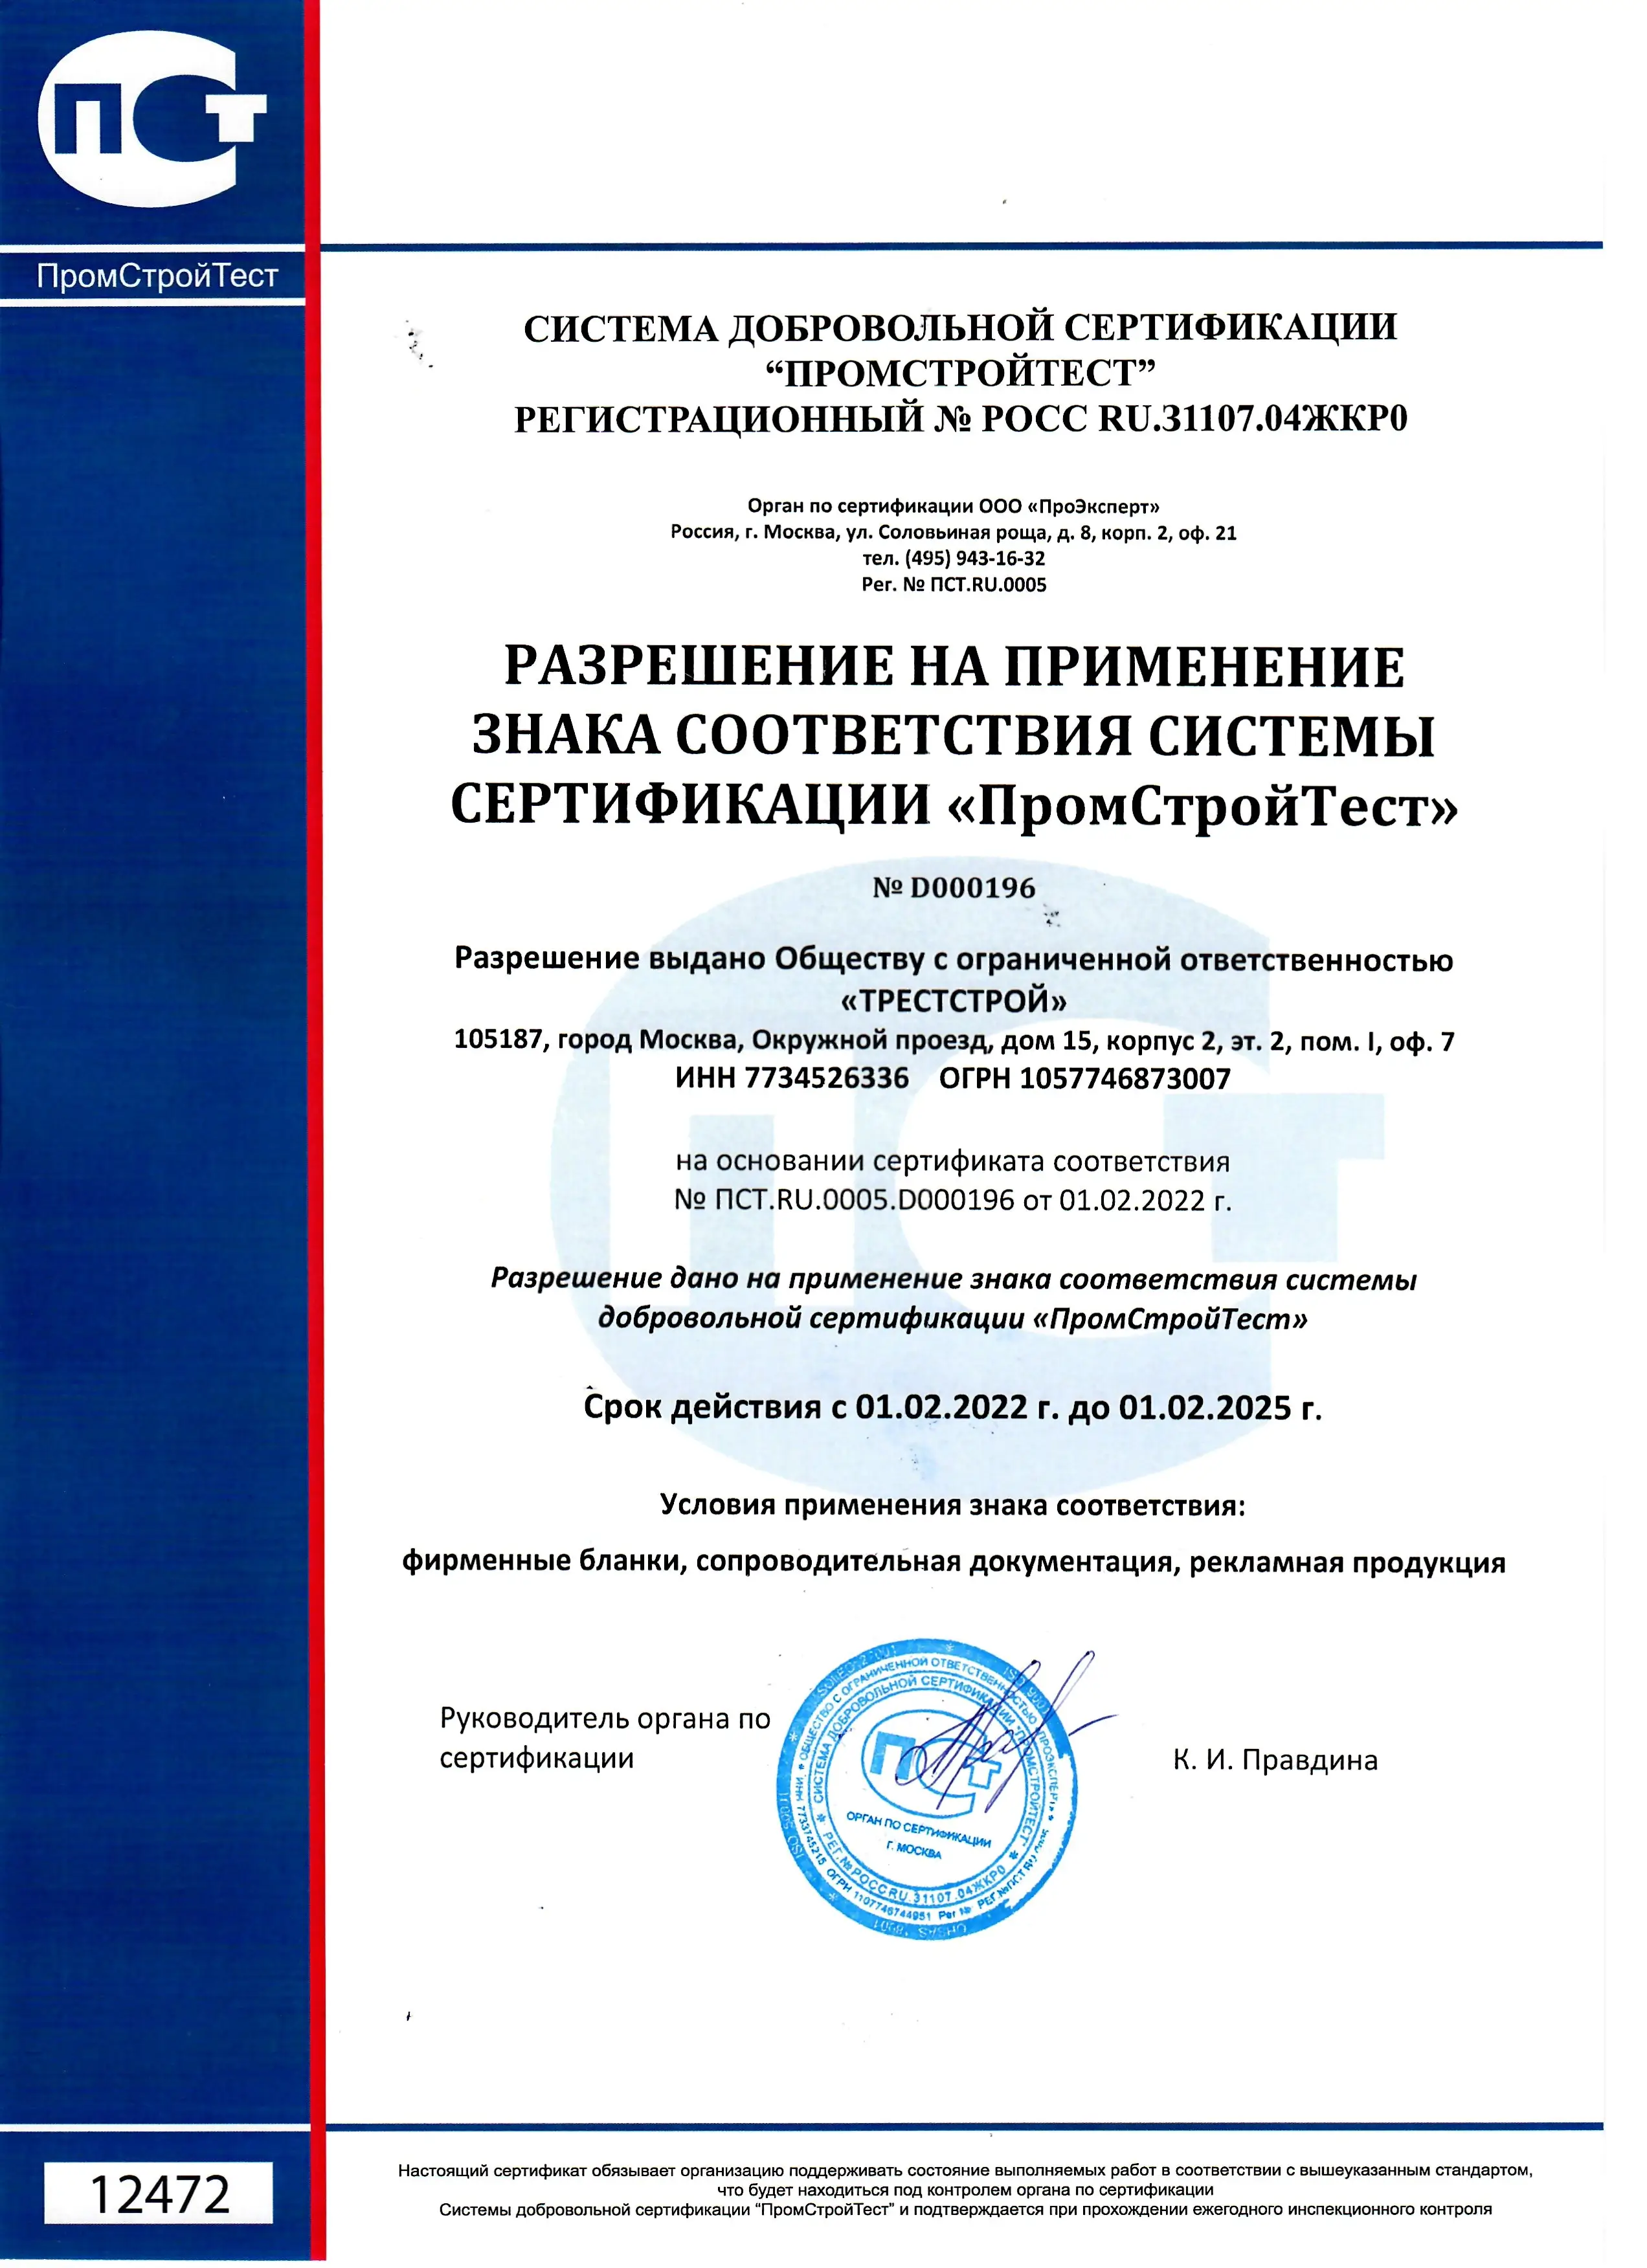 ПСТ
ПромСтройТест
СИСТЕМА ДОБРОВОЛЬНОЙ СЕРТИФИКАЦИИ
“ПРОМСТРОЙТЕСТ”
РЕГИСТРАЦИОННЫЙ № РОСС RU.31107.04ЖКР0
Орган по сертификации ООО «ПроЭксперт»
Россия, г. Москва, ул. Соловьиная роща, д. 8, корп. 2, оф. 21
тел. (495) 943-16-32
Рег. № ПСТ.RU.0005
РАЗРЕШЕНИЕ НА ПРИМЕНЕНИЕ
ЗНАКА СООТВЕТСТВИЯ СИСТЕМЫ
СЕРТИФИКАЦИИ «ПромСтройТест»
№ D000196
Разрешение выдано Обществу с ограниченной ответственностью
«ТРЕСТСТРОЙ»
105187, город Москва, Окружной проезд, дом 15, корпус 2, эт. 2, пом. I, оф. 7
ИНН 7734526336 ОГРН 1057746873007
на основании сертификата соответствия
№ ПСТ.RU.0005.D000196 от 01.02.2022 г.
Разрешение дано на применение знака соответствия системы
добровольной сертификации «ПромСтройТест»
Срок действия с 01.02.2022 г. до 01.02.2025 г.
Условия применения знака соответствия:
фирменные бланки, сопроводительная документация, рекламная продукция
Руководитель органа по
сертификации
ОБЩЕСТВО С ОГРАНИЧЕННОЙ ОТВЕТСТВЕННОСТЬЮ
СИСТЕМА ДОБРОВОЛЬНОЙ СЕРТИФИКАЦИИ "ПРОМСТРОЙТЕСТ"
РЕГ.№ РОСС RU.31107.04ЖКР0
ПСТ
ОРГАН ПО СЕРТИФИКАЦИИ
Г. МОСКВА
К. И. Правдина
12472
Настоящий сертификат обязывает организацию поддерживать состояние выполняемых работ в соответствии с вышеуказанным стандартом,
что будет находиться под контролем органа по сертификации
Системы добровольной сертификации “ПромСтройТест” и подтверждается при прохождении ежегодного инспекционного контроля